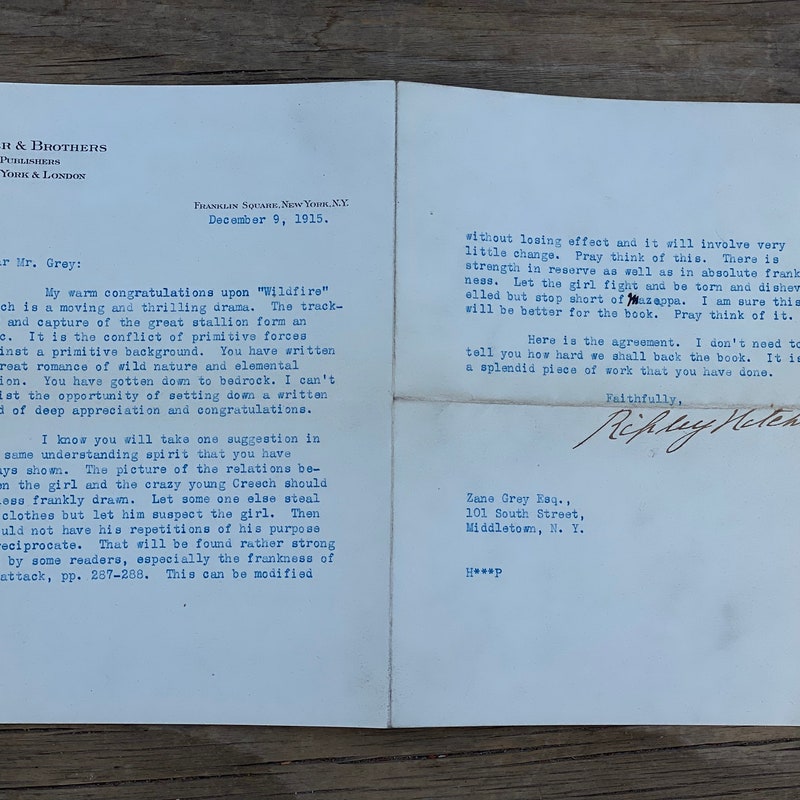 R & BROTHERS
PUBLISHERS
YORK & LONDON
FRANKLIN SQUARE, NEW YORK, N.Y.
December 9, 1915.
ar Mr. Grey:
My warm congratulations upon "Wildfire"
ch is a moving and thrilling drama. The track-
and capture of the great stallion form an
c. It is the conflict of primitive forces
inst a primitive background. You have written
reat romance of wild nature and elemental
ion. You have gotten down to bedrock. I can't
ist the opportunity of setting down a written
d of deep appreciation and congratulations.
I know you will take one suggestion in
same understanding spirit that you have
ays shown. The picture of the relations be-
en the girl and the crazy young Creech should
less frankly drawn. Let some one else steal
clothes but let him suspect the girl. Then
uld not have his repetitions of his purpose
reciprocate. That will be found rather strong
by some readers, especially the frankness of
attack, pp. 287-288. This can be modified
without losing effect and it will involve very
little change. Pray think of this. There is
strength in reserve as well as in absolute frank
ness. Let the girl fight and be torn and dishev
elled but stop short of Mazeppa. I am sure this
will be better for the book. Pray think of it.
Here is the agreement. I don't need to
tell you how hard we shall back the book. It is
a splendid piece of work that you have done.
Faithfully,
Ripley Hitch
Zane Grey Esq.,
101 South Street,
Middletown, N. Y.
H***P